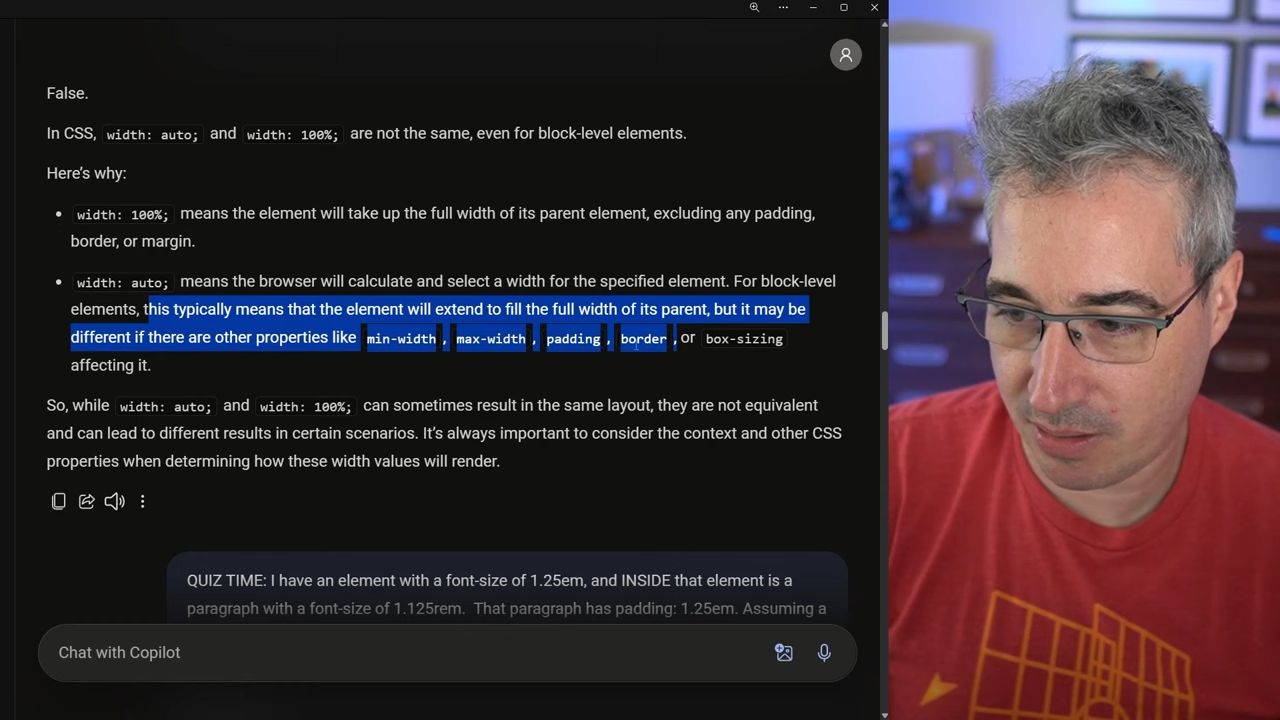 False.
In CSS, width: auto; and width: 100%; are not the same, even for block-level elements.
Here’s why:
• width: 100%; means the element will take up the full width of its parent element, excluding any padding,
border, or margin.
• width: auto; means the browser will calculate and select a width for the specified element. For block-level
elements, this typically means that the element will extend to fill the full width of its parent, but it may be
different if there are other properties like min-width, max-width, padding, border, or box-sizing
affecting it.
So, while width: auto; and width: 100%; can sometimes result in the same layout, they are not equivalent
and can lead to different results in certain scenarios. It’s always important to consider the context and other CSS
properties when determining how these width values will render.
QUIZ TIME: I have an element with a font-size of 1.25em, and INSIDE that element is a
paragraph with a font-size of 1.125rem. That paragraph has padding: 1.25em. Assuming a
Chat with Copilot